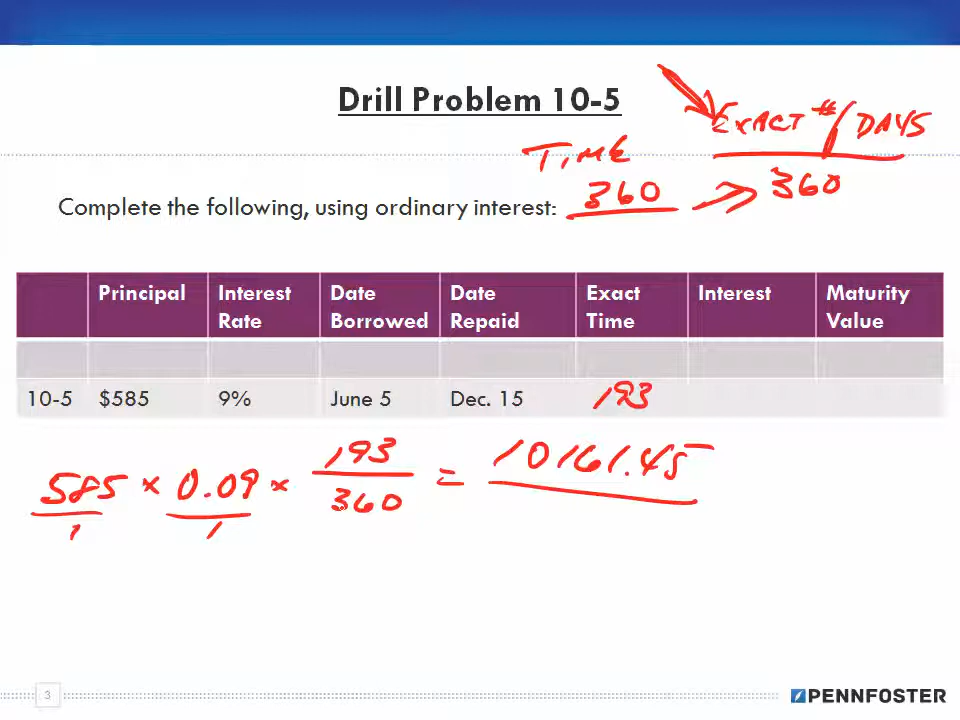 Drill Problem 10-5
EXACT #/DAYS
360
TIME
360
Complete the following, using ordinary interest:
Principal Interest Rate Date Borrowed Date Repaid Exact Time Interest Maturity Value
10-5 $585 9% June 5 Dec. 15 193
585 × 0.09 × 193 = 10161.45
1 1 360
3
PENNFOSTER